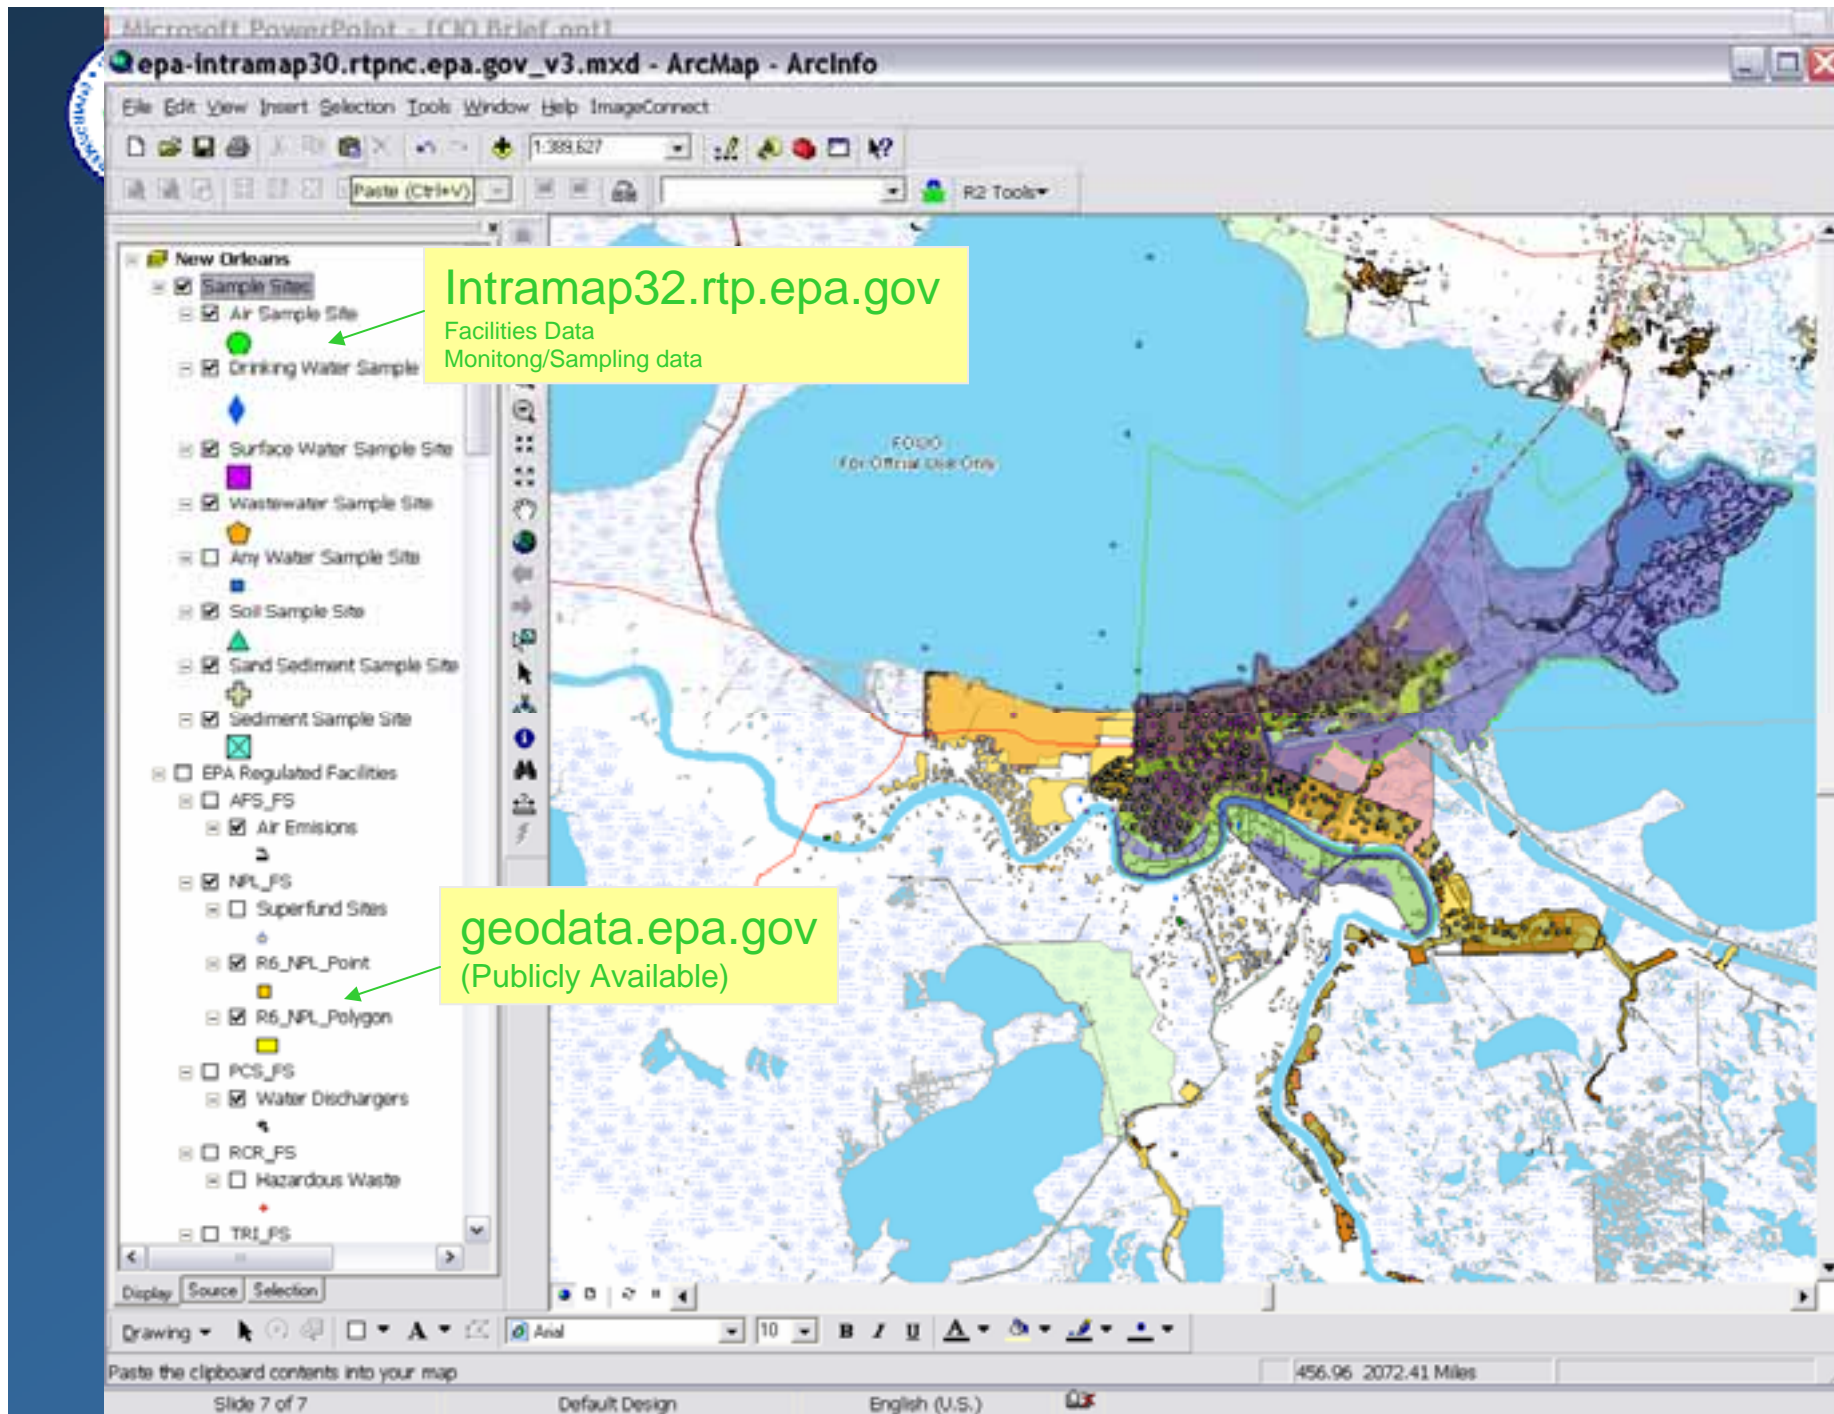 Microsoft PowerPoint - [CIO Brief.ppt]
epa-intramap30.rtpnc.epa.gov_v3.mxd - ArcMap - ArcInfo
File Edit View Insert Selection Tools Window Help ImageConnect
1:389,627
Paste (Ctrl+V)
R2 Tools
New Orleans
Sample Sites
Air Sample Site
Drinking Water Sample
Surface Water Sample Site
Wastewater Sample Site
Any Water Sample Site
Soil Sample Site
Sand Sediment Sample Site
Sediment Sample Site
EPA Regulated Facilities
AFS_FS
Air Emisions
NPL_FS
Superfund Sites
R6_NPL_Point
R6_NPL_Polygon
PCS_FS
Water Dischargers
RCR_FS
Hazardous Waste
TRI_FS
Intramap32.rtp.epa.gov
Facilities Data
Monitong/Sampling data
FOUO
For Official Use Only
geodata.epa.gov
(Publicly Available)
Display Source Selection
Drawing A Arial 10 B I U A
Paste the clipboard contents into your map
456.96 2072.41 Miles
Slide 7 of 7 Default Design English (U.S.)